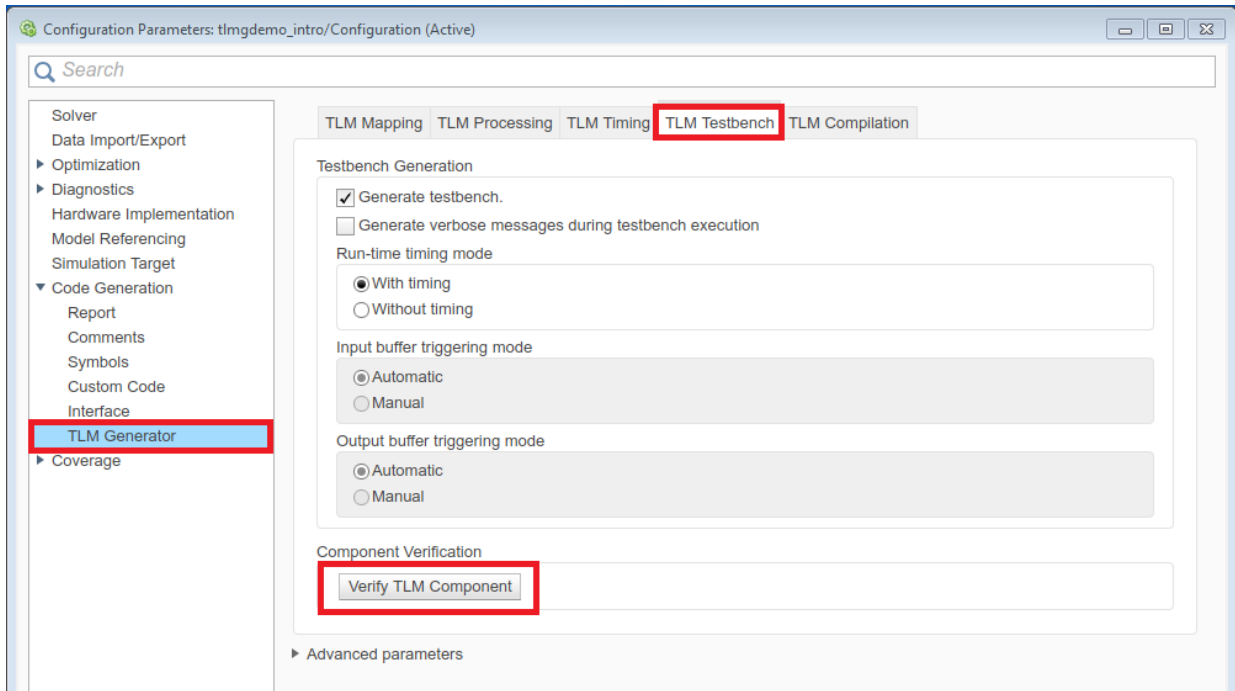 Configuration Parameters: tlmgdemo_intro/Configuration (Active)
Search
Solver
Data Import/Export
Optimization
Diagnostics
Hardware Implementation
Model Referencing
Simulation Target
Code Generation
Report
Comments
Symbols
Custom Code
Interface
TLM Generator
Coverage
TLM Mapping TLM Processing TLM Timing TLM Testbench TLM Compilation
Testbench Generation
Generate testbench.
Generate verbose messages during testbench execution
Run-time timing mode
With timing
Without timing
Input buffer triggering mode
Automatic
Manual
Output buffer triggering mode
Automatic
Manual
Component Verification
Verify TLM Component
Advanced parameters